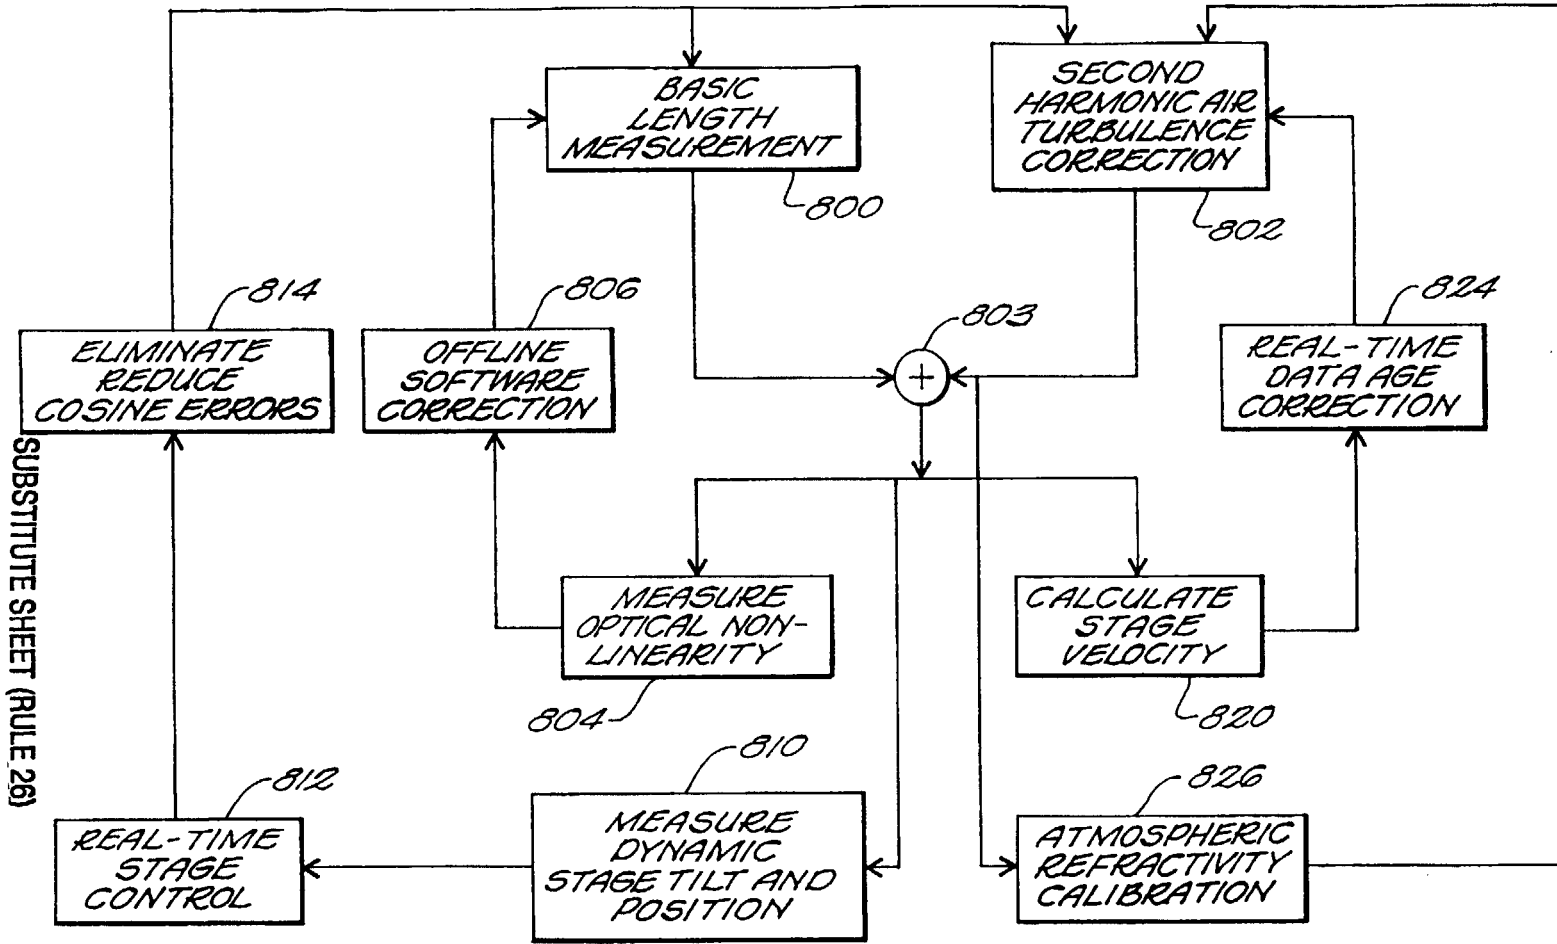 BASIC
LENGTH
MEASUREMENT
800
SECOND
HARMONIC AIR
TURBULENCE
CORRECTION
802
814
ELIMINATE
REDUCE
COSINE ERRORS
806
OFFLINE
SOFTWARE
CORRECTION
803
+
824
REAL-TIME
DATA AGE
CORRECTION
MEASURE
OPTICAL NON-
LINEARITY
804
CALCULATE
STAGE
VELOCITY
820
812
REAL-TIME
STAGE
CONTROL
810
MEASURE
DYNAMIC
STAGE TILT AND
POSITION
826
ATMOSPHERIC
REFRACTIVITY
CALIBRATION
SUBSTITUTE SHEET (RULE 26)